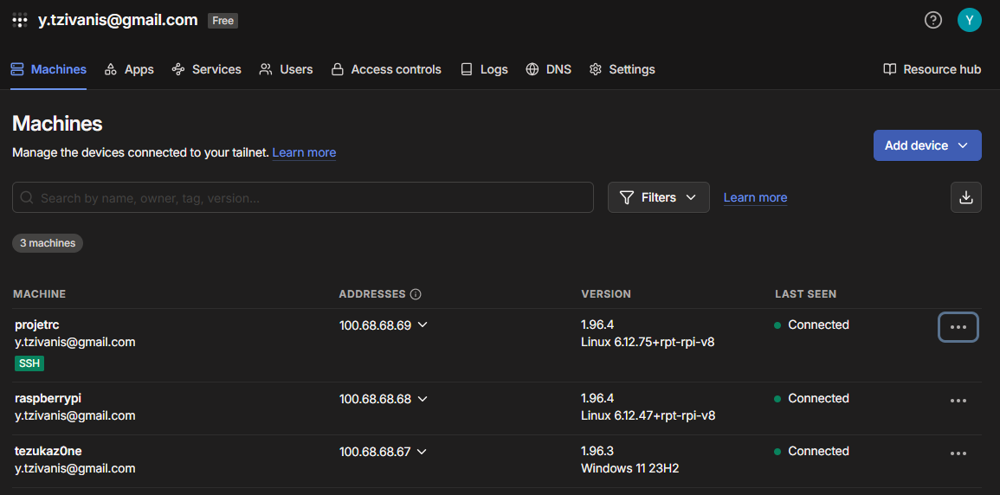 y.tzivanis@gmail.com Free
Y
Machines Apps Services Users Access controls Logs DNS Settings Resource hub
Machines
Manage the devices connected to your tailnet. Learn more
Add device
Search by name, owner, tag, version...
Filters Learn more
3 machines
MACHINE ADDRESSES VERSION LAST SEEN
projetrc 100.68.68.69 1.96.4 Connected
y.tzivanis@gmail.com Linux 6.12.75+rpt-rpi-v8
SSH
raspberrypi 100.68.68.68 1.96.4 Connected
y.tzivanis@gmail.com Linux 6.12.47+rpt-rpi-v8
tezukaz0ne 100.68.68.67 1.96.3 Connected
y.tzivanis@gmail.com Windows 11 23H2